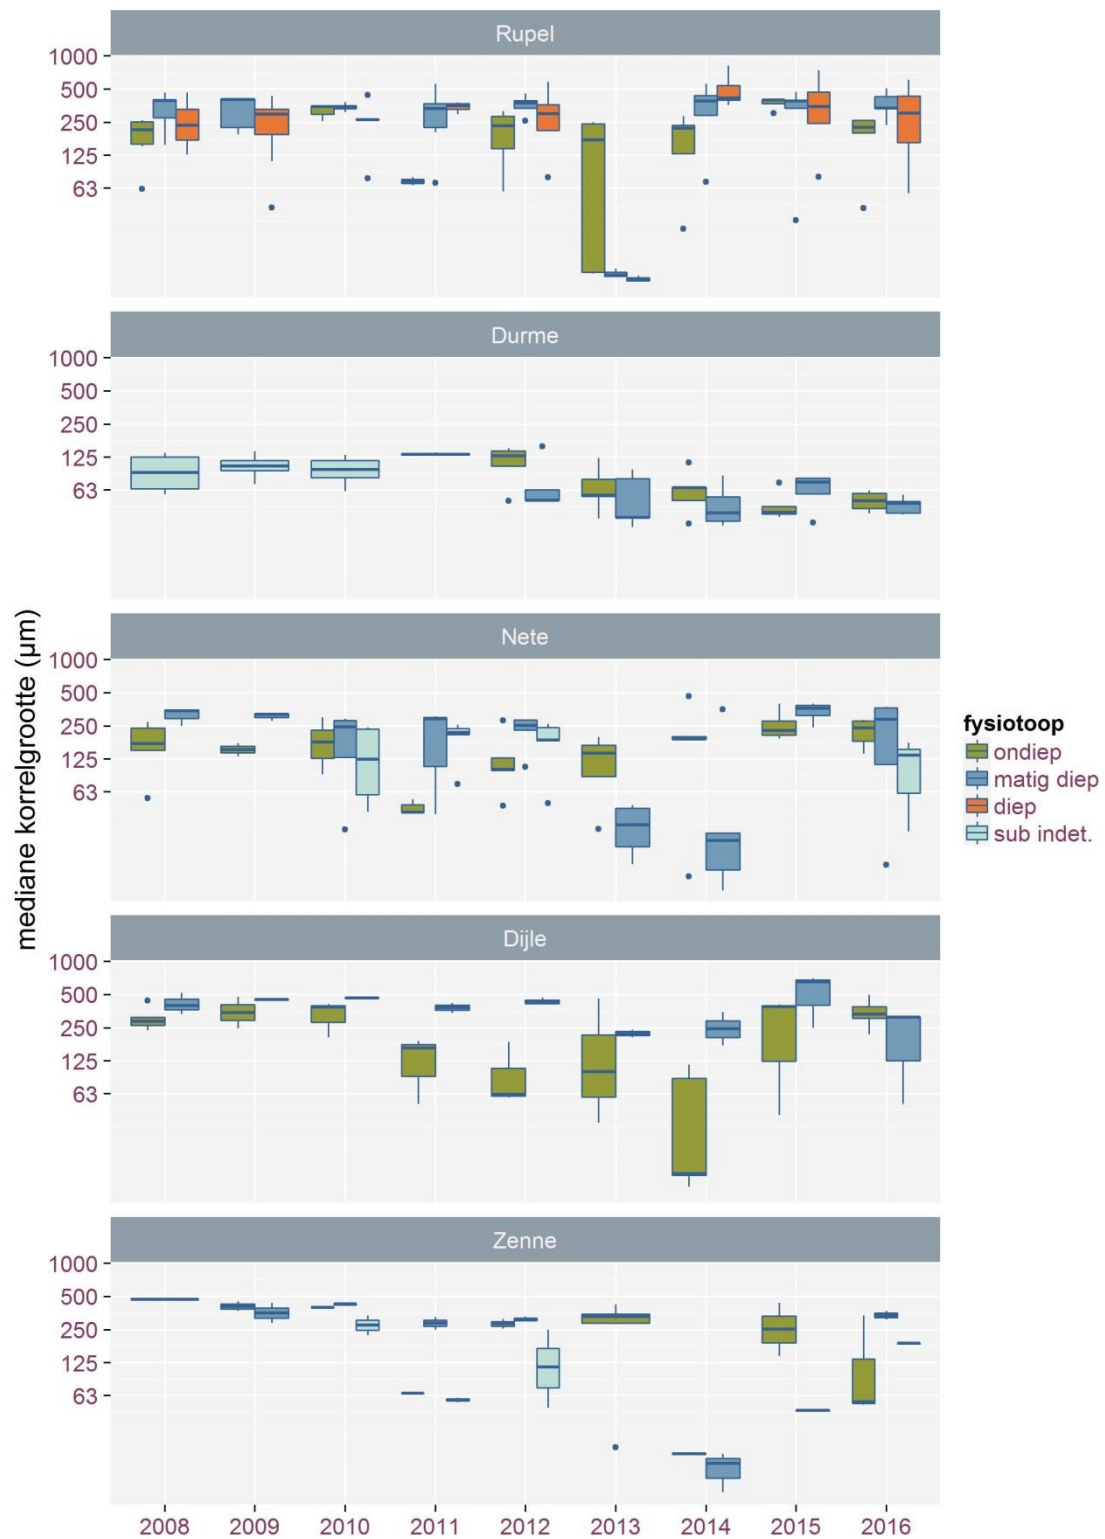 Rupel
1000
500
250
125
63
Durme
1000
500
250
125
63
Nete
1000
500
250
125
63
Dijle
1000
500
250
125
63
Zenne
1000
500
250
125
63
2008 2009 2010 2011 2012 2013 2014 2015 2016
mediane korrelgrootte (µm)
fysiotoop
ondiep
matig diep
diep
sub indet.